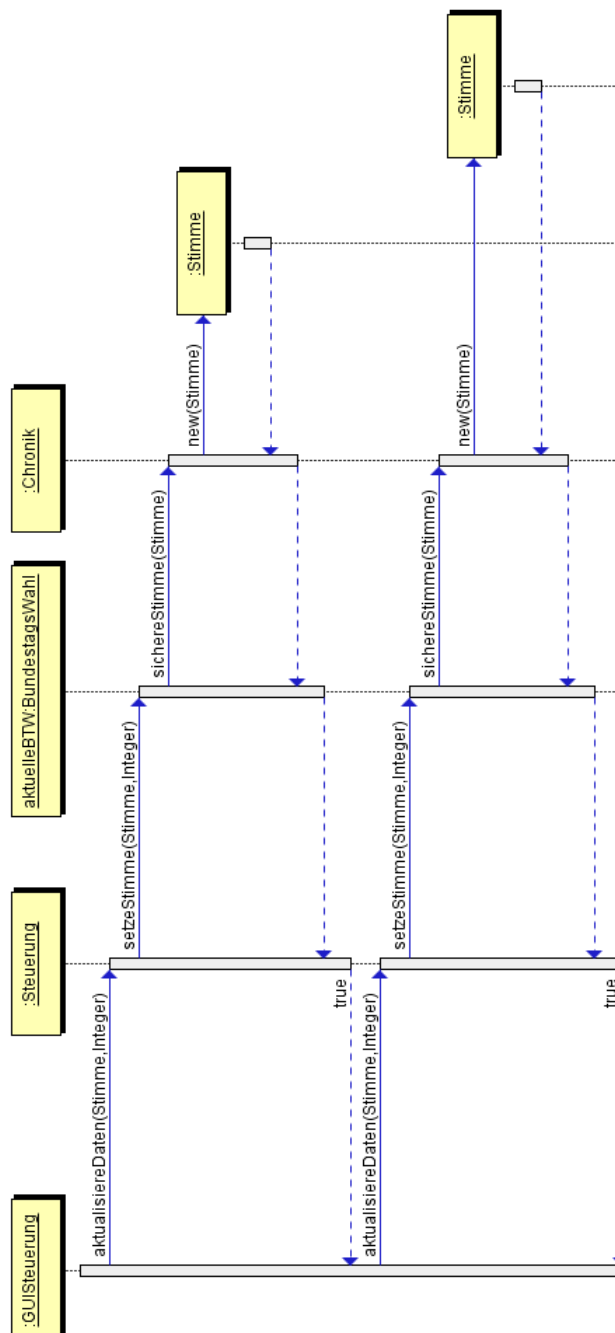 :GUISteuerung
:Steuerung
aktuelleBTW:BundestagsWahl
:Chronik
:Stimme
:Stimme
aktualisiereDaten(Stimme,Integer)
setzeStimme(Stimme,Integer)
sichereStimme(Stimme)
new(Stimme)
true
aktualisiereDaten(Stimme,Integer)
setzeStimme(Stimme,Integer)
sichereStimme(Stimme)
new(Stimme)
true